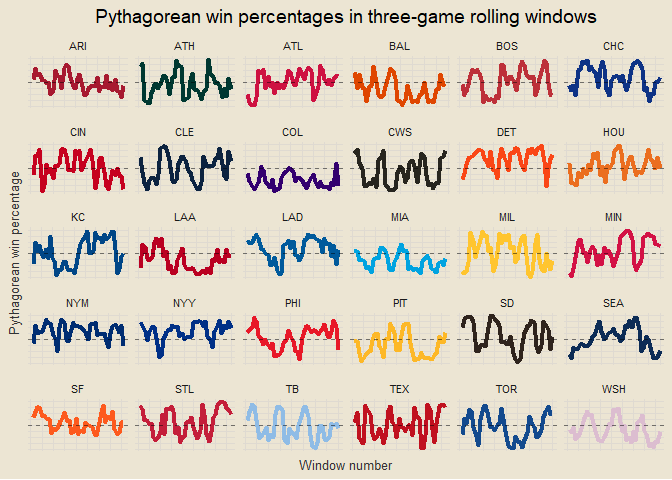 Pythagorean win percentages in three-game rolling windows
ARI ATH ATL BAL BOS CHC
CIN CLE COL CWS DET HOU
KC LAA LAD MIA MIL MIN
NYM NYY PHI PIT SD SEA
SF STL TB TEX TOR WSH
Pythagorean win percentage
Window number